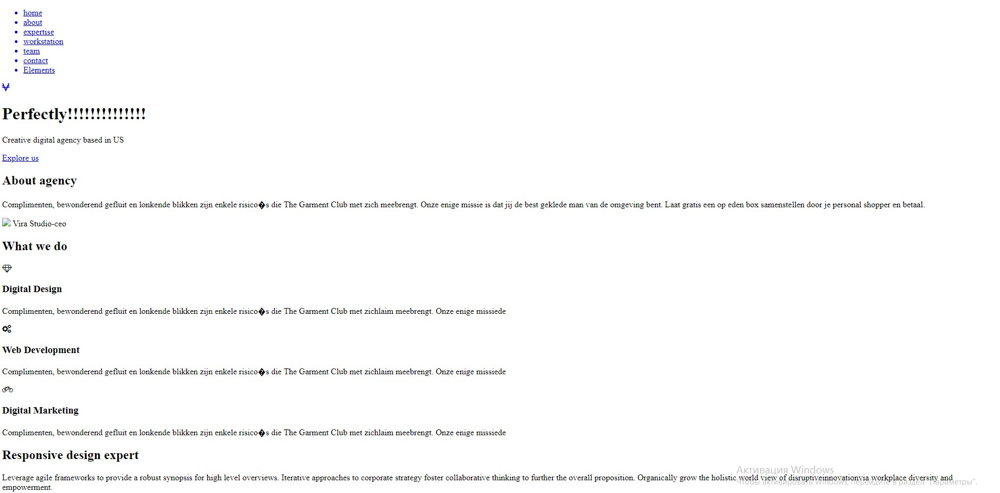 home
about
expertise
workstation
team
contact
Elements
Perfectly!!!!!!!!!!!!!!
Creative digital agency based in US
Explore us
About agency
Complimenten, bewonderend gefluit en lonkende blikken zijn enkele risico�s die The Garment Club met zich meebrengt. Onze enige missie is dat jij de best geklede man van de omgeving bent. Laat gratis een op eden box samenstellen door je personal shopper en betaal.
Vira Studio-ceo
What we do
Digital Design
Complimenten, bewonderend gefluit en lonkende blikken zijn enkele risico�s die The Garment Club met zichlaim meebrengt. Onze enige missiede
Web Development
Complimenten, bewonderend gefluit en lonkende blikken zijn enkele risico�s die The Garment Club met zichlaim meebrengt. Onze enige missiede
Digital Marketing
Complimenten, bewonderend gefluit en lonkende blikken zijn enkele risico�s die The Garment Club met zichlaim meebrengt. Onze enige missiede
Responsive design expert
Leverage agile frameworks to provide a robust synopsis for high level overviews. Iterative approaches to corporate strategy foster collaborative thinking to further the overall proposition. Organically grow the holistic world view of disruptiveinnovationvia workplace diversity and
empowerment.
Активация Windows
Чтобы активировать Windows, перейдите в раздел "Параметры".